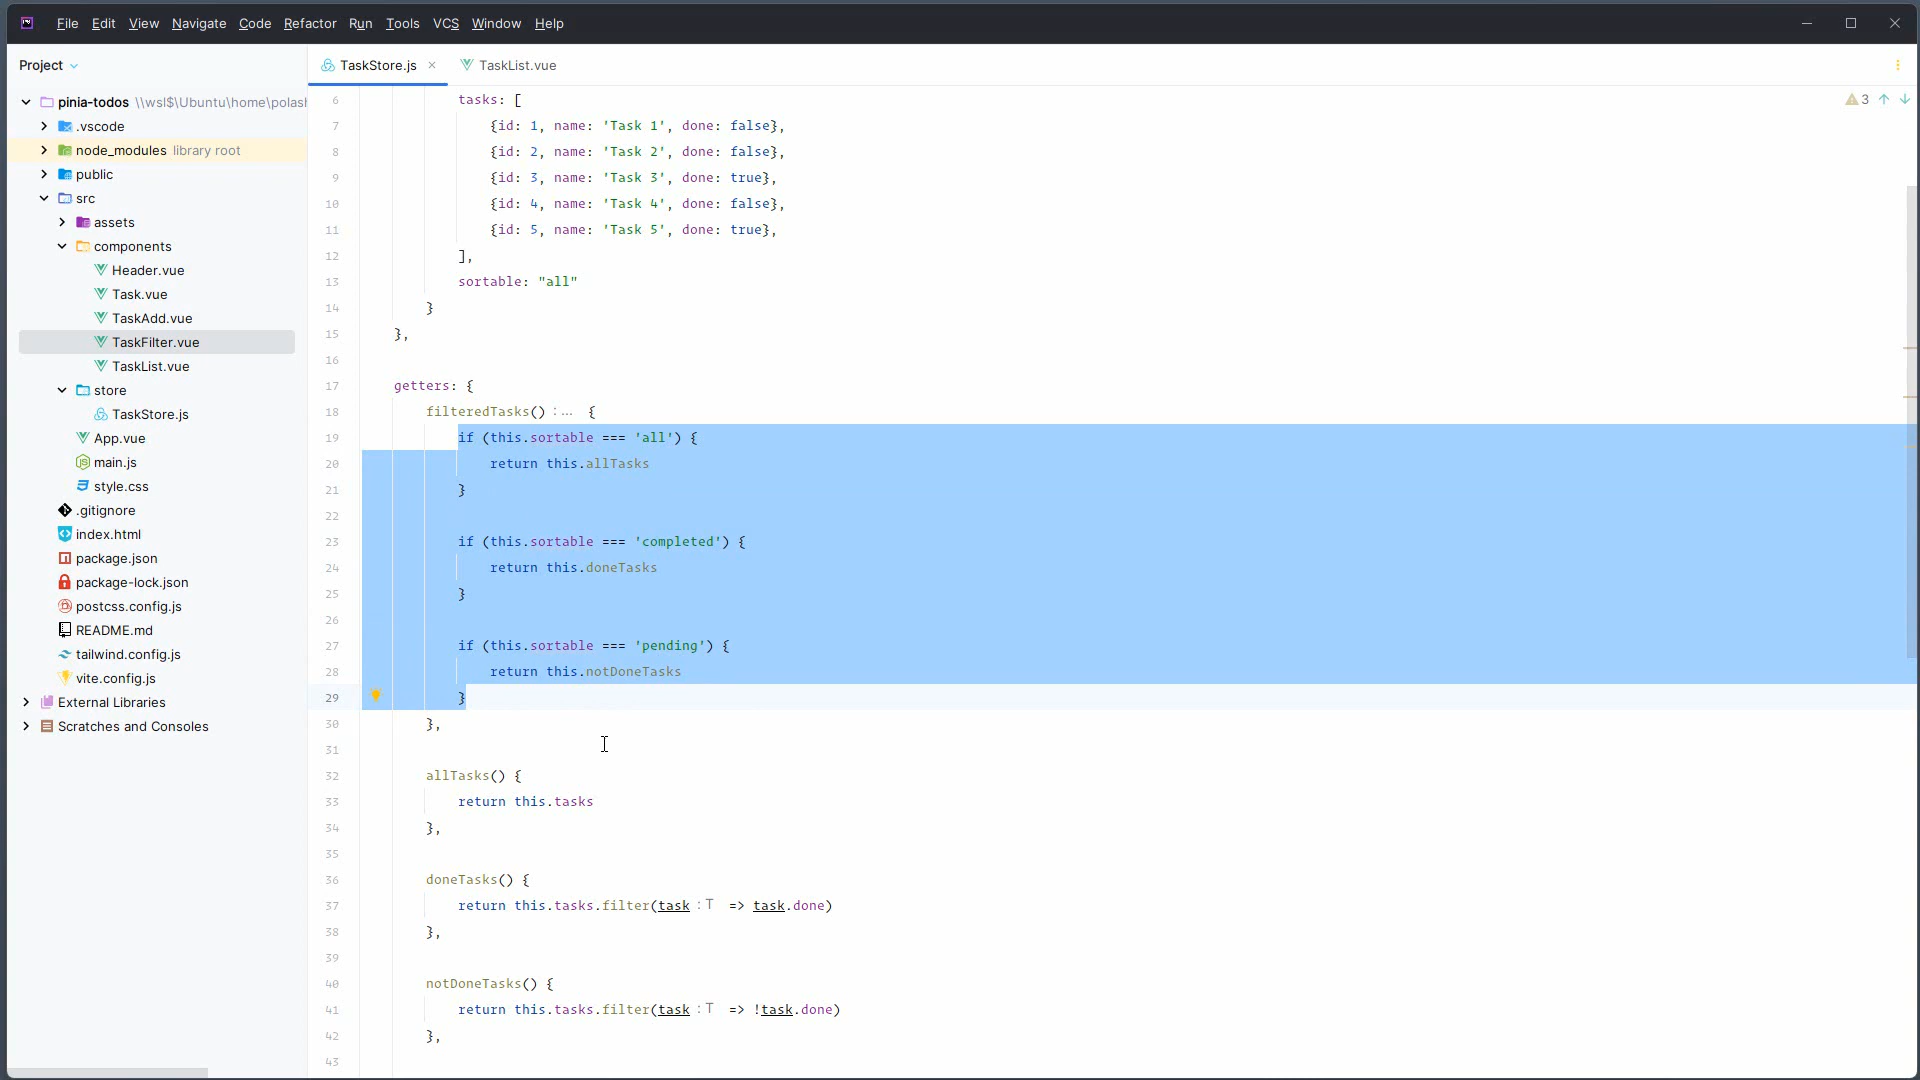 File Edit View Navigate Code Refactor Run Tools VCS Window Help
Project
TaskStore.js
TaskList.vue
pinia-todos \\wsl$\Ubuntu\home\polash
.vscode
node_modules library root
public
src
assets
components
Header.vue
Task.vue
TaskAdd.vue
TaskFilter.vue
TaskList.vue
store
TaskStore.js
App.vue
main.js
style.css
.gitignore
index.html
package.json
package-lock.json
postcss.config.js
README.md
tailwind.config.js
vite.config.js
External Libraries
Scratches and Consoles
3
6 tasks: [
7 {id: 1, name: 'Task 1', done: false},
8 {id: 2, name: 'Task 2', done: false},
9 {id: 3, name: 'Task 3', done: true},
10 {id: 4, name: 'Task 4', done: false},
11 {id: 5, name: 'Task 5', done: true},
12 ],
13 sortable: "all"
14 }
15 },
16
17 getters: {
18 filteredTasks() :... {
19 if (this.sortable === 'all') {
20 return this.allTasks
21 }
22
23 if (this.sortable === 'completed') {
24 return this.doneTasks
25 }
26
27 if (this.sortable === 'pending') {
28 return this.notDoneTasks
29 }
30 },
31
32 allTasks() {
33 return this.tasks
34 },
35
36 doneTasks() {
37 return this.tasks.filter(task :T => task.done)
38 },
39
40 notDoneTasks() {
41 return this.tasks.filter(task :T => !task.done)
42 },
43